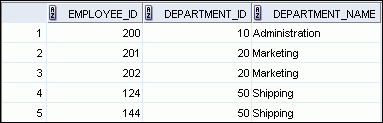 EMPLOYEE_ID DEPARTMENT_ID DEPARTMENT_NAME
1 200 10 Administration
2 201 20 Marketing
3 202 20 Marketing
4 124 50 Shipping
5 144 50 Shipping